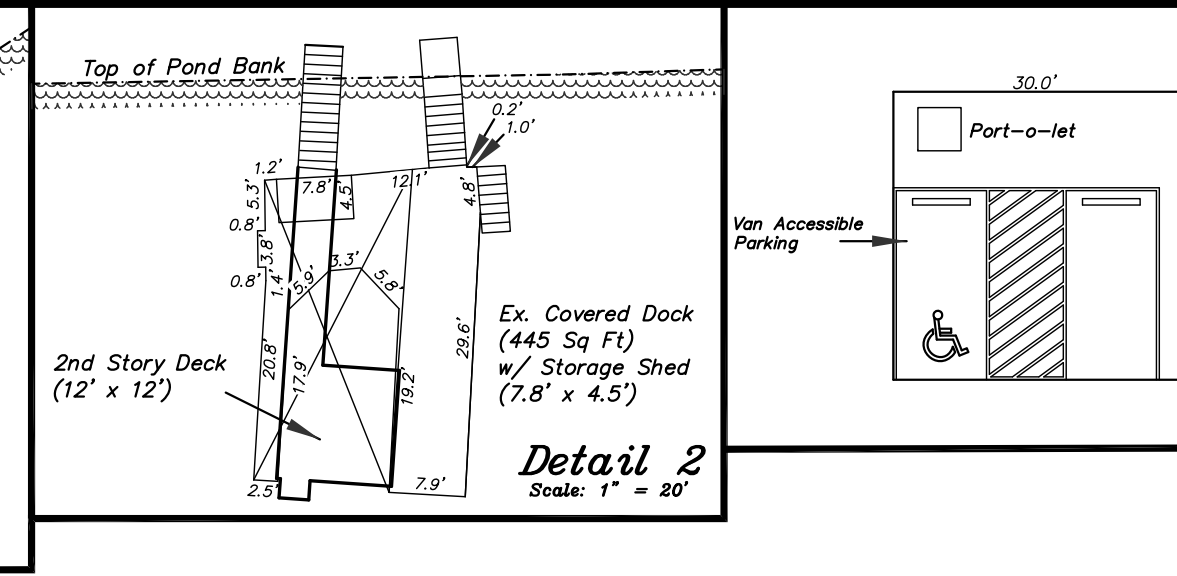 Top of Pond Bank
0.2'
1.0'
1.2'
7.8'
4.5'
12.1'
4.8'
5.3'
0.8'
3.8'
0.8'
1.4'
5.9'
3.3'
5.8'
20.8'
17.9'
19.2'
29.6'
2.5'
7.9'
2nd Story Deck
(12' x 12')
Ex. Covered Dock
(445 Sq Ft)
w/ Storage Shed
(7.8' x 4.5')
Detail 2
Scale: 1" = 20'
30.0'
Port-o-let
Van Accessible
Parking